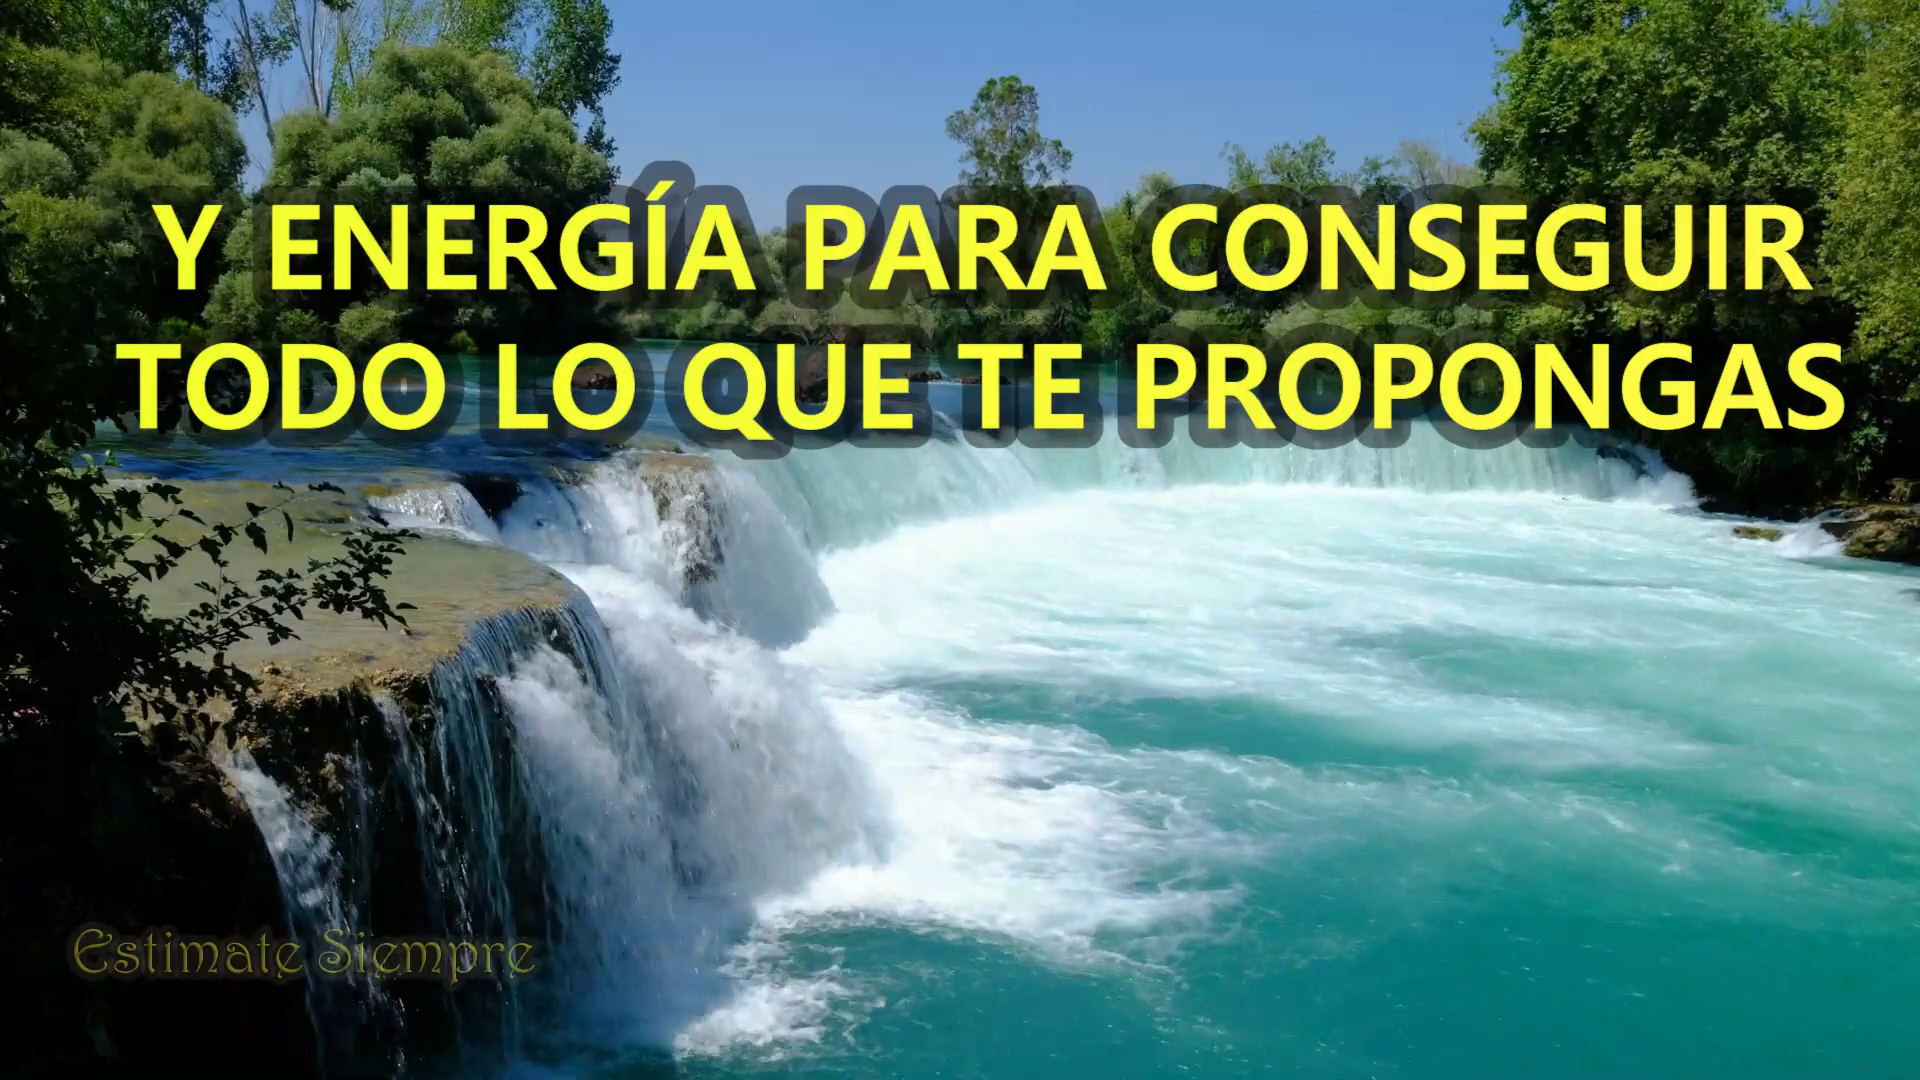 Y ENERGÍA PARA CONSEGUIR
TODO LO QUE TE PROPONGAS
Estimate Siempre